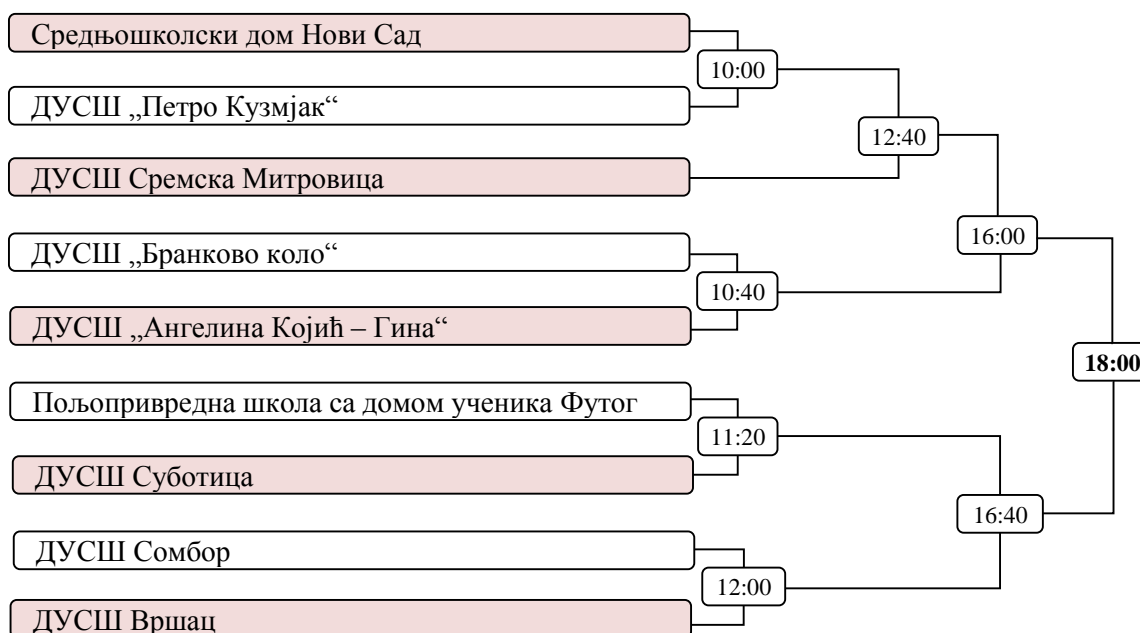 Средњошколски дом Нови Сад
10:00
ДУСШ „Петро Кузмјак“
12:40
ДУСШ Сремска Митровица
16:00
ДУСШ „Бранково коло“
10:40
ДУСШ „Ангелина Којић – Гина“
18:00
Пољопривредна школа са домом ученика Футог
11:20
ДУСШ Суботица
16:40
ДУСШ Сомбор
12:00
ДУСШ Вршац